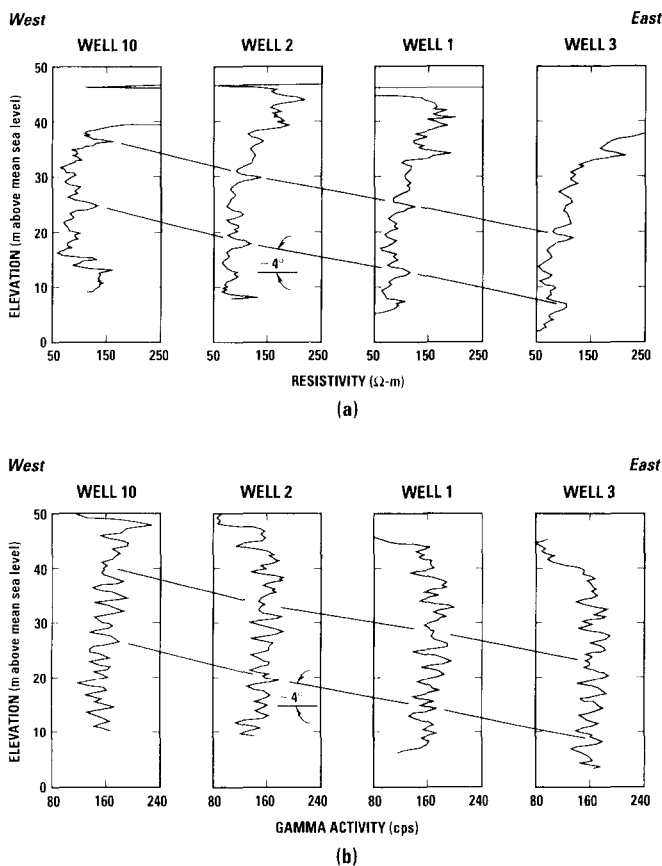 West
East
WELL 10 WELL 2 WELL 1 WELL 3
ELEVATION (m above mean sea level)
50
40
30
20
10
0
~ 4°
50 150 250 50 150 250 50 150 250 50 150 250
RESISTIVITY (Ω-m)
(a)
West
East
WELL 10 WELL 2 WELL 1 WELL 3
ELEVATION (m above mean sea level)
50
40
30
20
10
0
~ 4°
80 160 240 80 160 240 80 160 240 80 160 240
GAMMA ACTIVITY (cps)
(b)